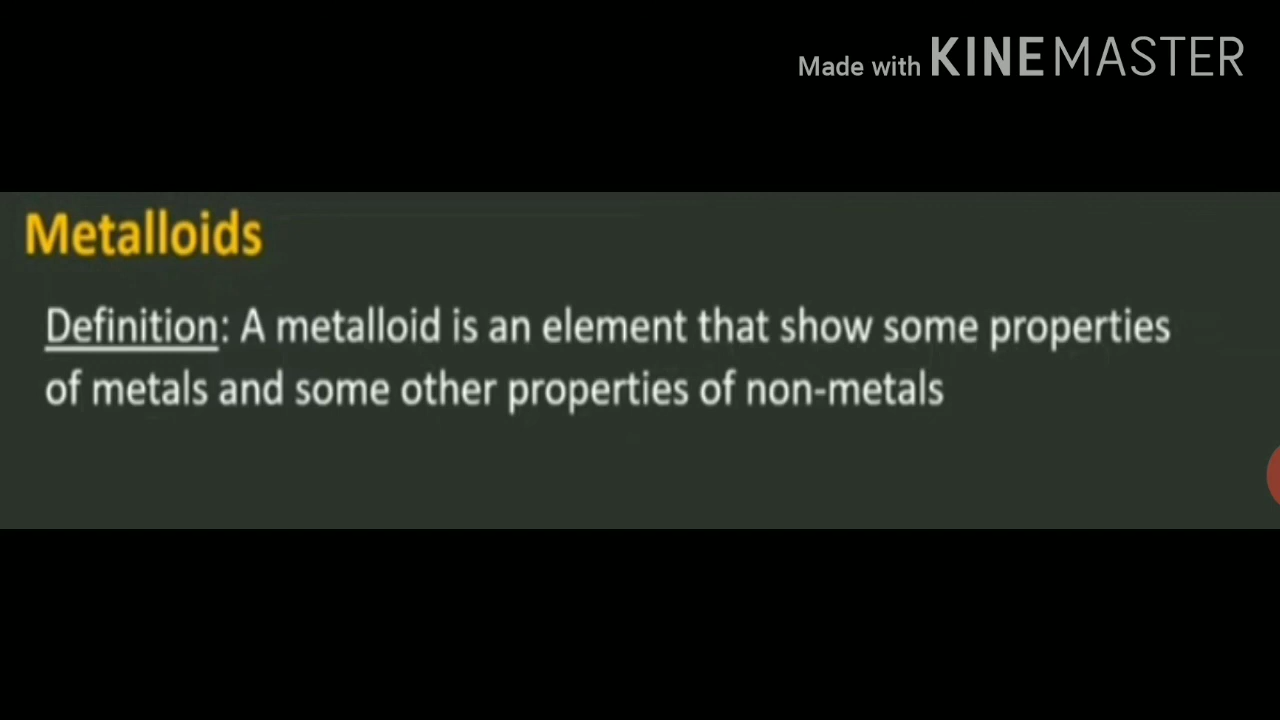 Made with KINEMASTER
Metalloids
Definition: A metalloid is an element that show some properties
of metals and some other properties of non-metals